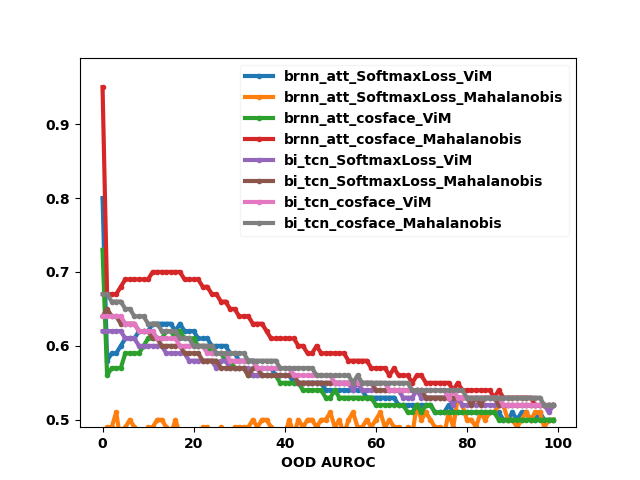 brnn_att_SoftmaxLoss_ViM
brnn_att_SoftmaxLoss_Mahalanobis
brnn_att_cosface_ViM
brnn_att_cosface_Mahalanobis
bi_tcn_SoftmaxLoss_ViM
bi_tcn_SoftmaxLoss_Mahalanobis
bi_tcn_cosface_ViM
bi_tcn_cosface_Mahalanobis
0.9
0.8
0.7
0.6
0.5
0 20 40 60 80 100
OOD AUROC